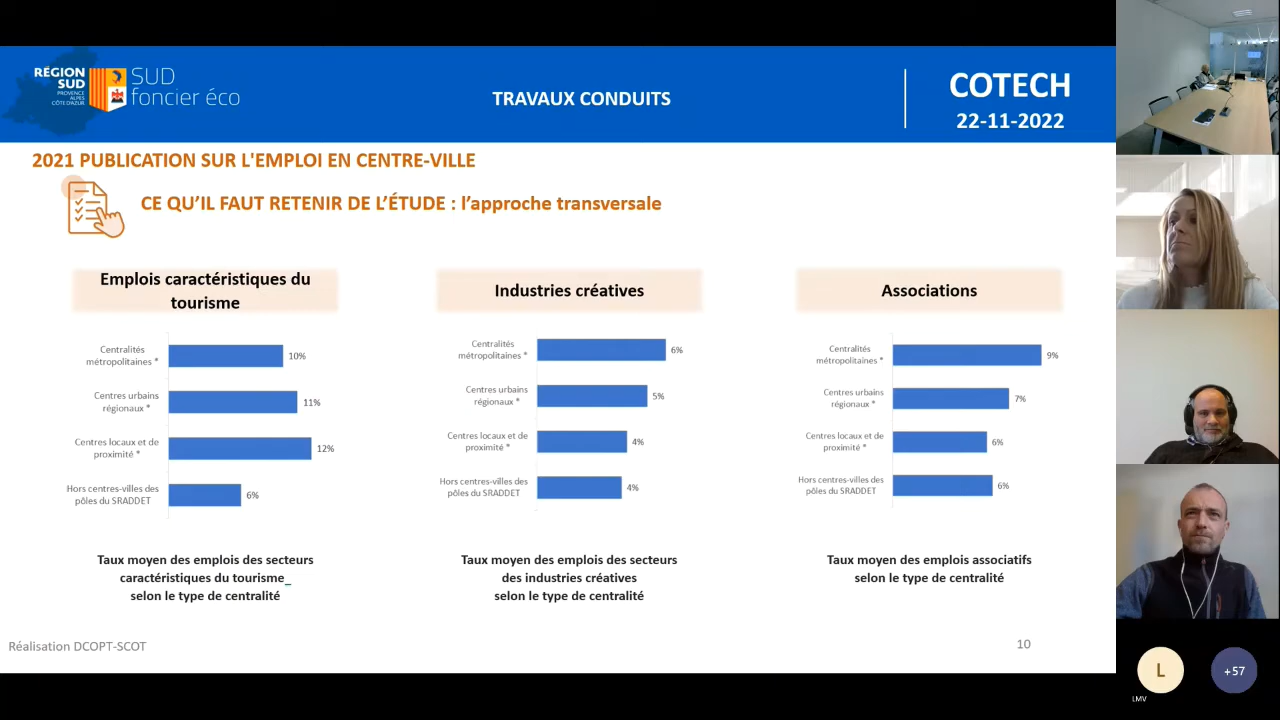 RÉGION
SUD
PROVENCE
ALPES
CÔTE D'AZUR
SUD
foncier éco
TRAVAUX CONDUITS
COTECH
22-11-2022
2021 PUBLICATION SUR L'EMPLOI EN CENTRE-VILLE
CE QU'IL FAUT RETENIR DE L'ÉTUDE : l'approche transversale
Emplois caractéristiques du
tourisme
Centralités
métropolitaines *
10%
Centres urbains
régionaux *
11%
Centres locaux et de
proximité *
12%
Hors centres-villes des
pôles du SRADDET
6%
Taux moyen des emplois des secteurs
caractéristiques du tourisme_
selon le type de centralité
Industries créatives
Centralités
métropolitaines *
6%
Centres urbains
régionaux *
5%
Centres locaux et de
proximité *
4%
Hors centres-villes des
pôles du SRADDET
4%
Taux moyen des emplois des secteurs
des industries créatives
selon le type de centralité
Associations
Centralités
métropolitaines *
9%
Centres urbains
régionaux *
7%
Centres locaux et de
proximité *
6%
Hors centres-villes des
pôles du SRADDET
6%
Taux moyen des emplois associatifs
selon le type de centralité
Réalisation DCOPT-SCOT
10
L
LMV
+57